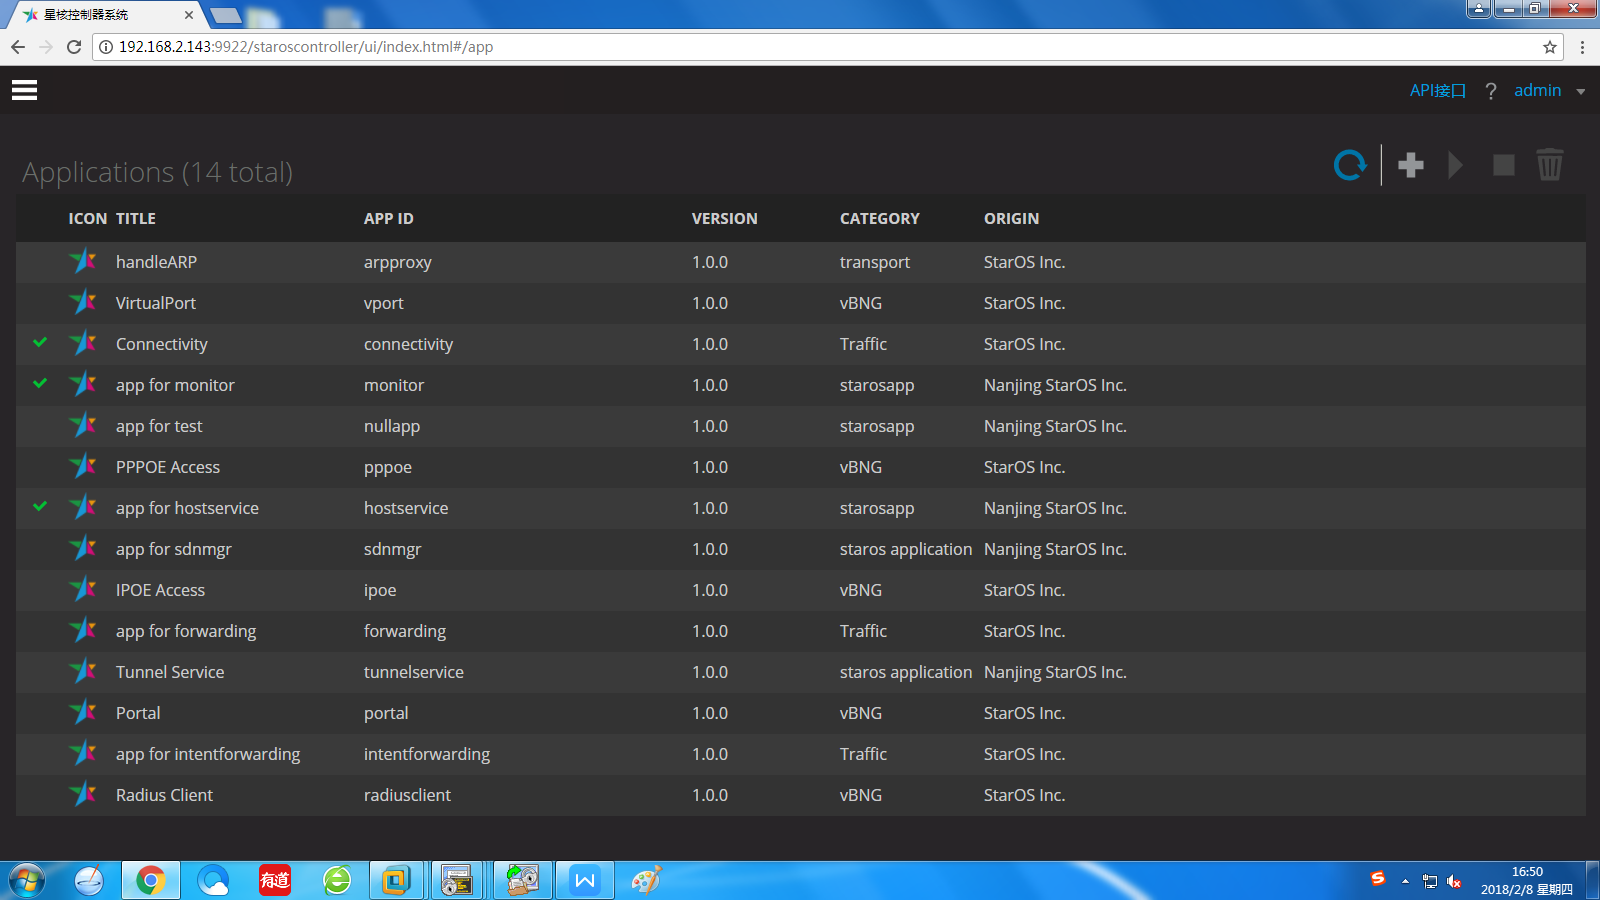 星核控制器系统
192.168.2.143:9922/staroscontroller/ui/index.html#/app
API接口 ? admin
Applications (14 total)
ICON TITLE APP ID VERSION CATEGORY ORIGIN
handleARP arpproxy 1.0.0 transport StarOS Inc.
VirtualPort vport 1.0.0 vBNG StarOS Inc.
Connectivity connectivity 1.0.0 Traffic StarOS Inc.
app for monitor monitor 1.0.0 starosapp Nanjing StarOS Inc.
app for test nullapp 1.0.0 starosapp Nanjing StarOS Inc.
PPPOE Access pppoe 1.0.0 vBNG StarOS Inc.
app for hostservice hostservice 1.0.0 starosapp Nanjing StarOS Inc.
app for sdnmgr sdnmgr 1.0.0 staros application Nanjing StarOS Inc.
IPOE Access ipoe 1.0.0 vBNG StarOS Inc.
app for forwarding forwarding 1.0.0 Traffic StarOS Inc.
Tunnel Service tunnelservice 1.0.0 staros application Nanjing StarOS Inc.
Portal portal 1.0.0 vBNG StarOS Inc.
app for intentforwarding intentforwarding 1.0.0 Traffic StarOS Inc.
Radius Client radiusclient 1.0.0 vBNG StarOS Inc.
有道
16:50
2018/2/8 星期四